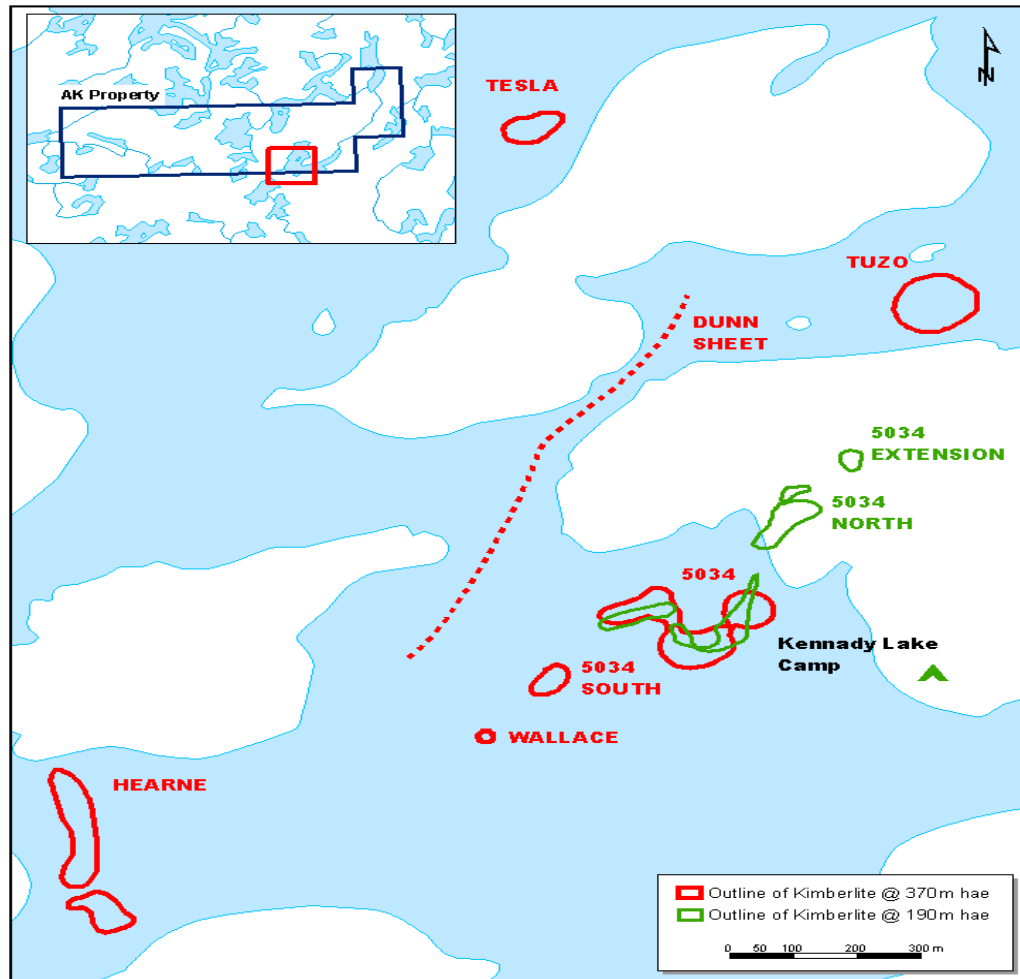 AK Property
N
TESLA
TUZO
DUNN
SHEET
5034
EXTENSION
5034
NORTH
5034
Kennady Lake
Camp
5034
SOUTH
WALLACE
HEARNE
Outline of Kimberlite @ 370m hae
Outline of Kimberlite @ 190m hae
0 50 100 200 300 m